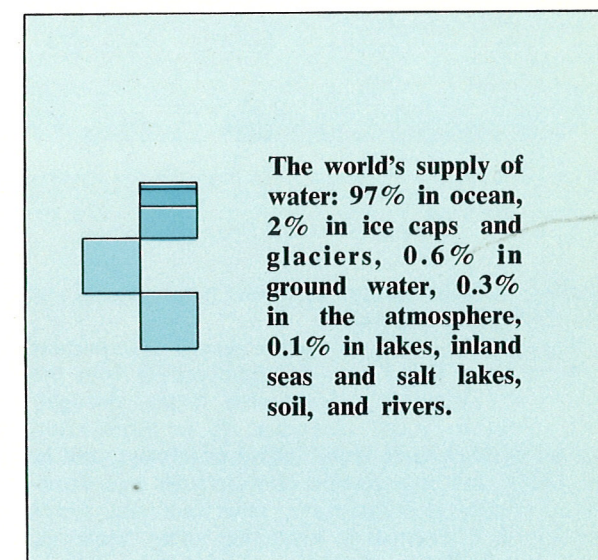 The world's supply of
water: 97% in ocean,
2% in ice caps and
glaciers, 0.6% in
ground water, 0.3%
in the atmosphere,
0.1% in lakes, inland
seas and salt lakes,
soil, and rivers.